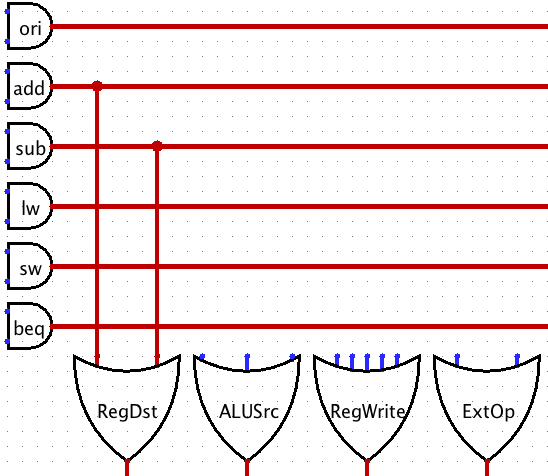 ori
add
sub
lw
sw
beq
RegDst ALUSrc RegWrite ExtOp